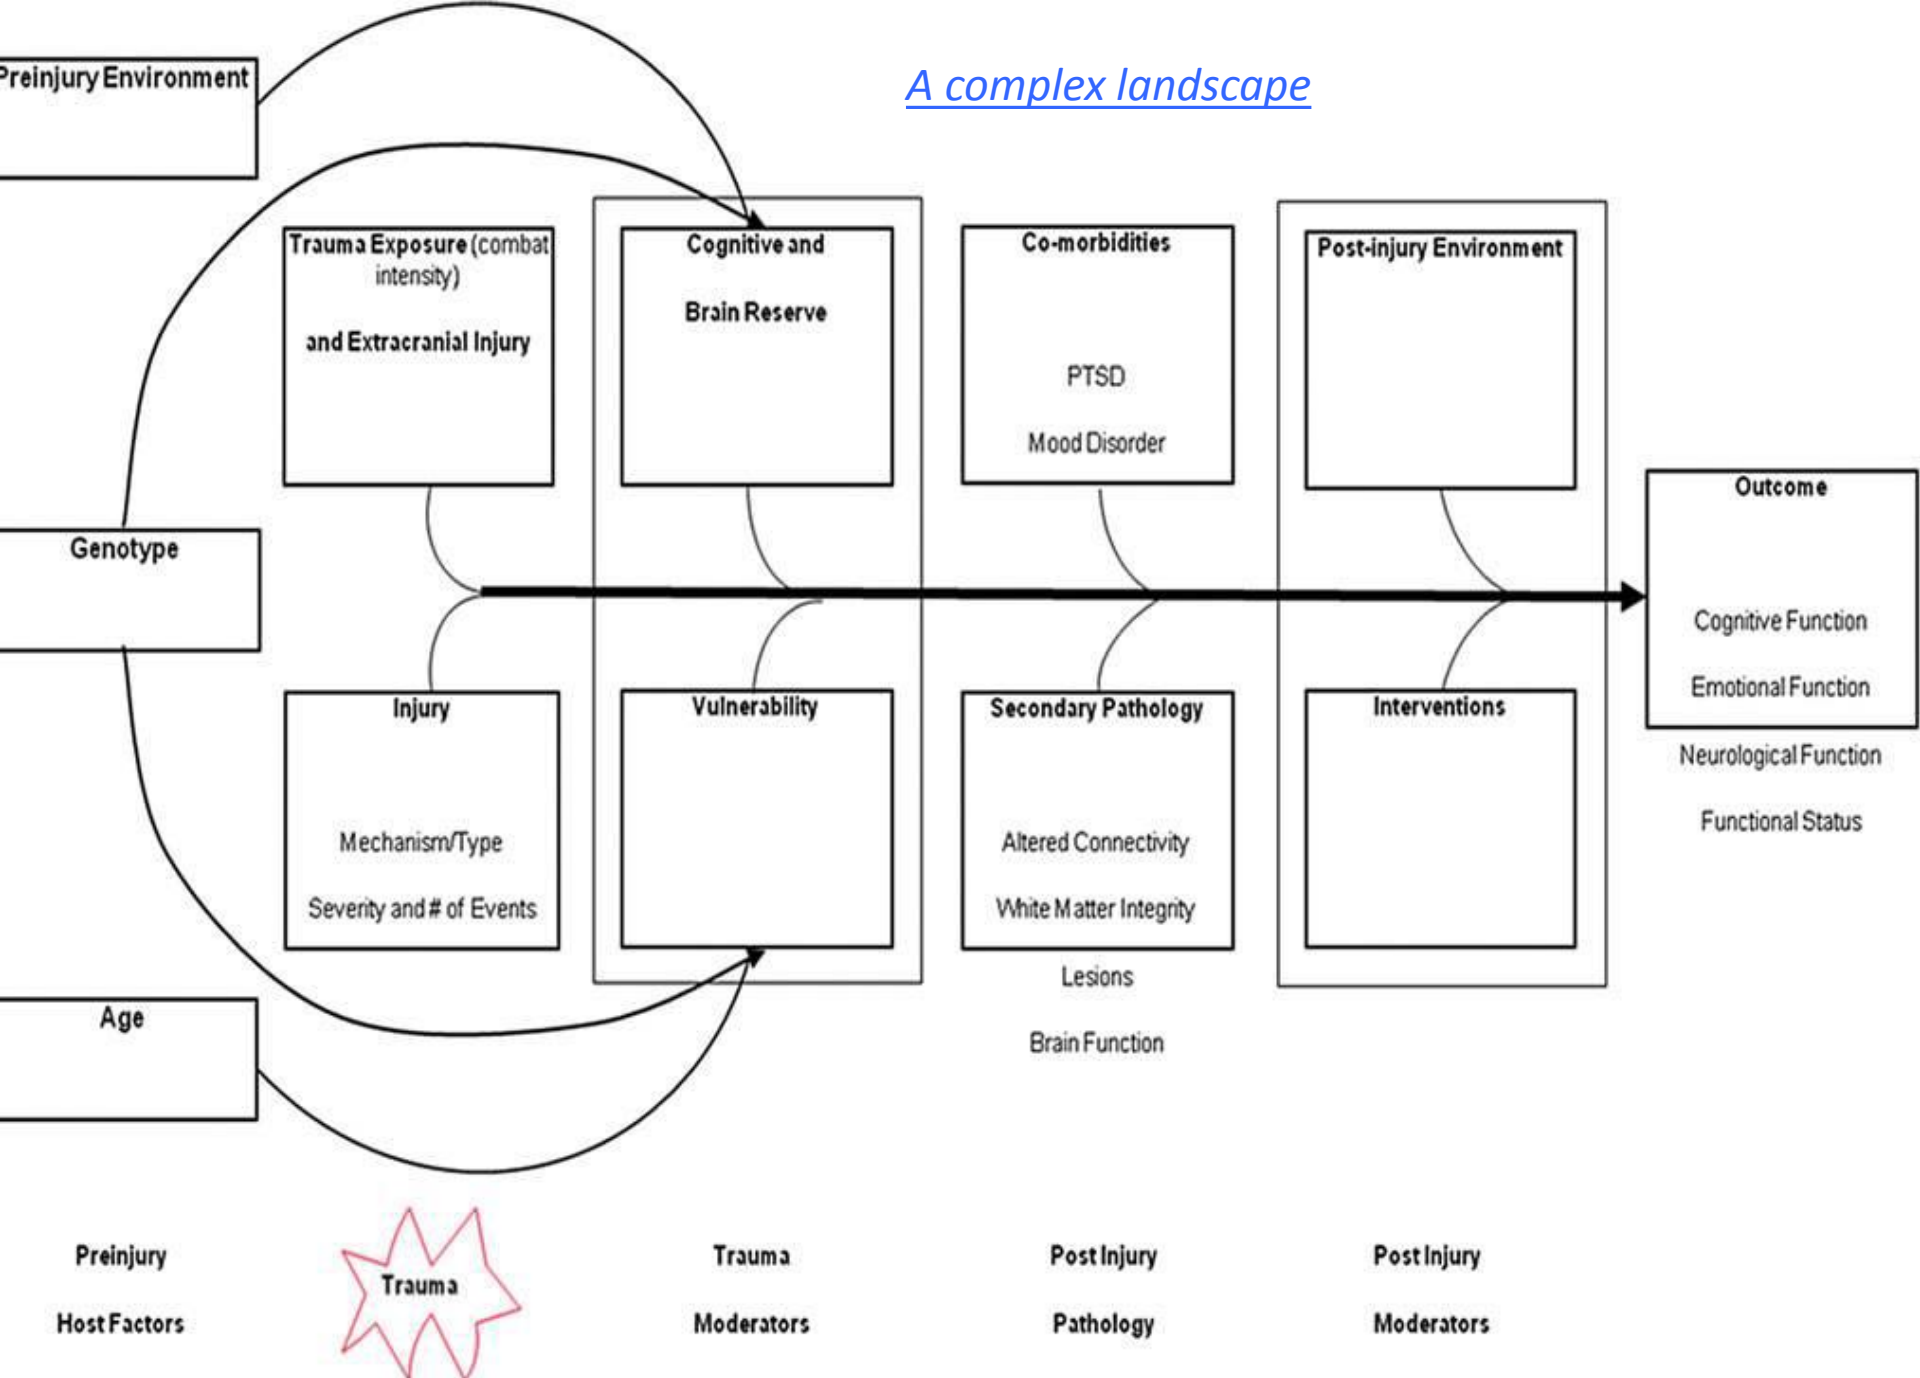 A complex landscape
Preinjury Environment
Genotype
Age
Trauma Exposure (combat
intensity)
and Extracranial Injury
Cognitive and
Brain Reserve
Co-morbidities
PTSD
Mood Disorder
Post-injury Environment
Outcome
Cognitive Function
Emotional Function
Neurological Function
Functional Status
Injury
Mechanism/Type
Severity and # of Events
Vulnerability
Secondary Pathology
Altered Connectivity
White Matter Integrity
Lesions
Brain Function
Interventions
Preinjury
Host Factors
Trauma
Trauma
Moderators
Post Injury
Pathology
Post Injury
Moderators